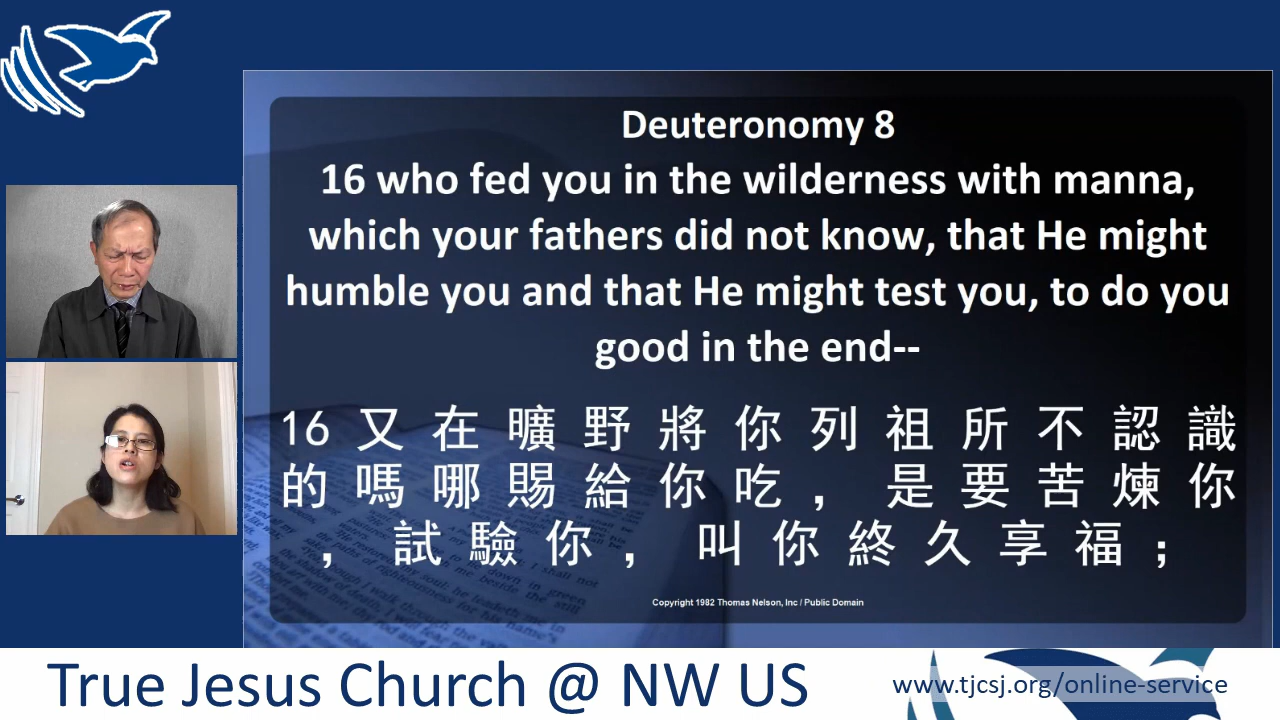 Deuteronomy 8
16 who fed you in the wilderness with manna,
which your fathers did not know, that He might
humble you and that He might test you, to do you
good in the end--
16 又在曠野將你列祖所不認識
的嗎哪賜給你吃，是要苦煉你
，試驗你，叫你終久享福；
Copyright 1982 Thomas Nelson, Inc / Public Domain
True Jesus Church @ NW US
www.tjcsj.org/online-service